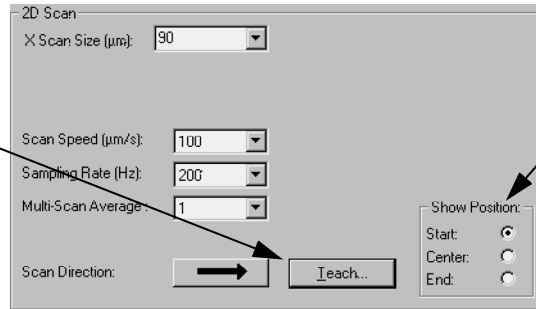 2D Scan
X Scan Size (µm): 90
Scan Speed (µm/s): 100
Sampling Rate (Hz): 200
Multi-Scan Average : 1
Show Position:
Start:
Center:
End:
Scan Direction: Teach...